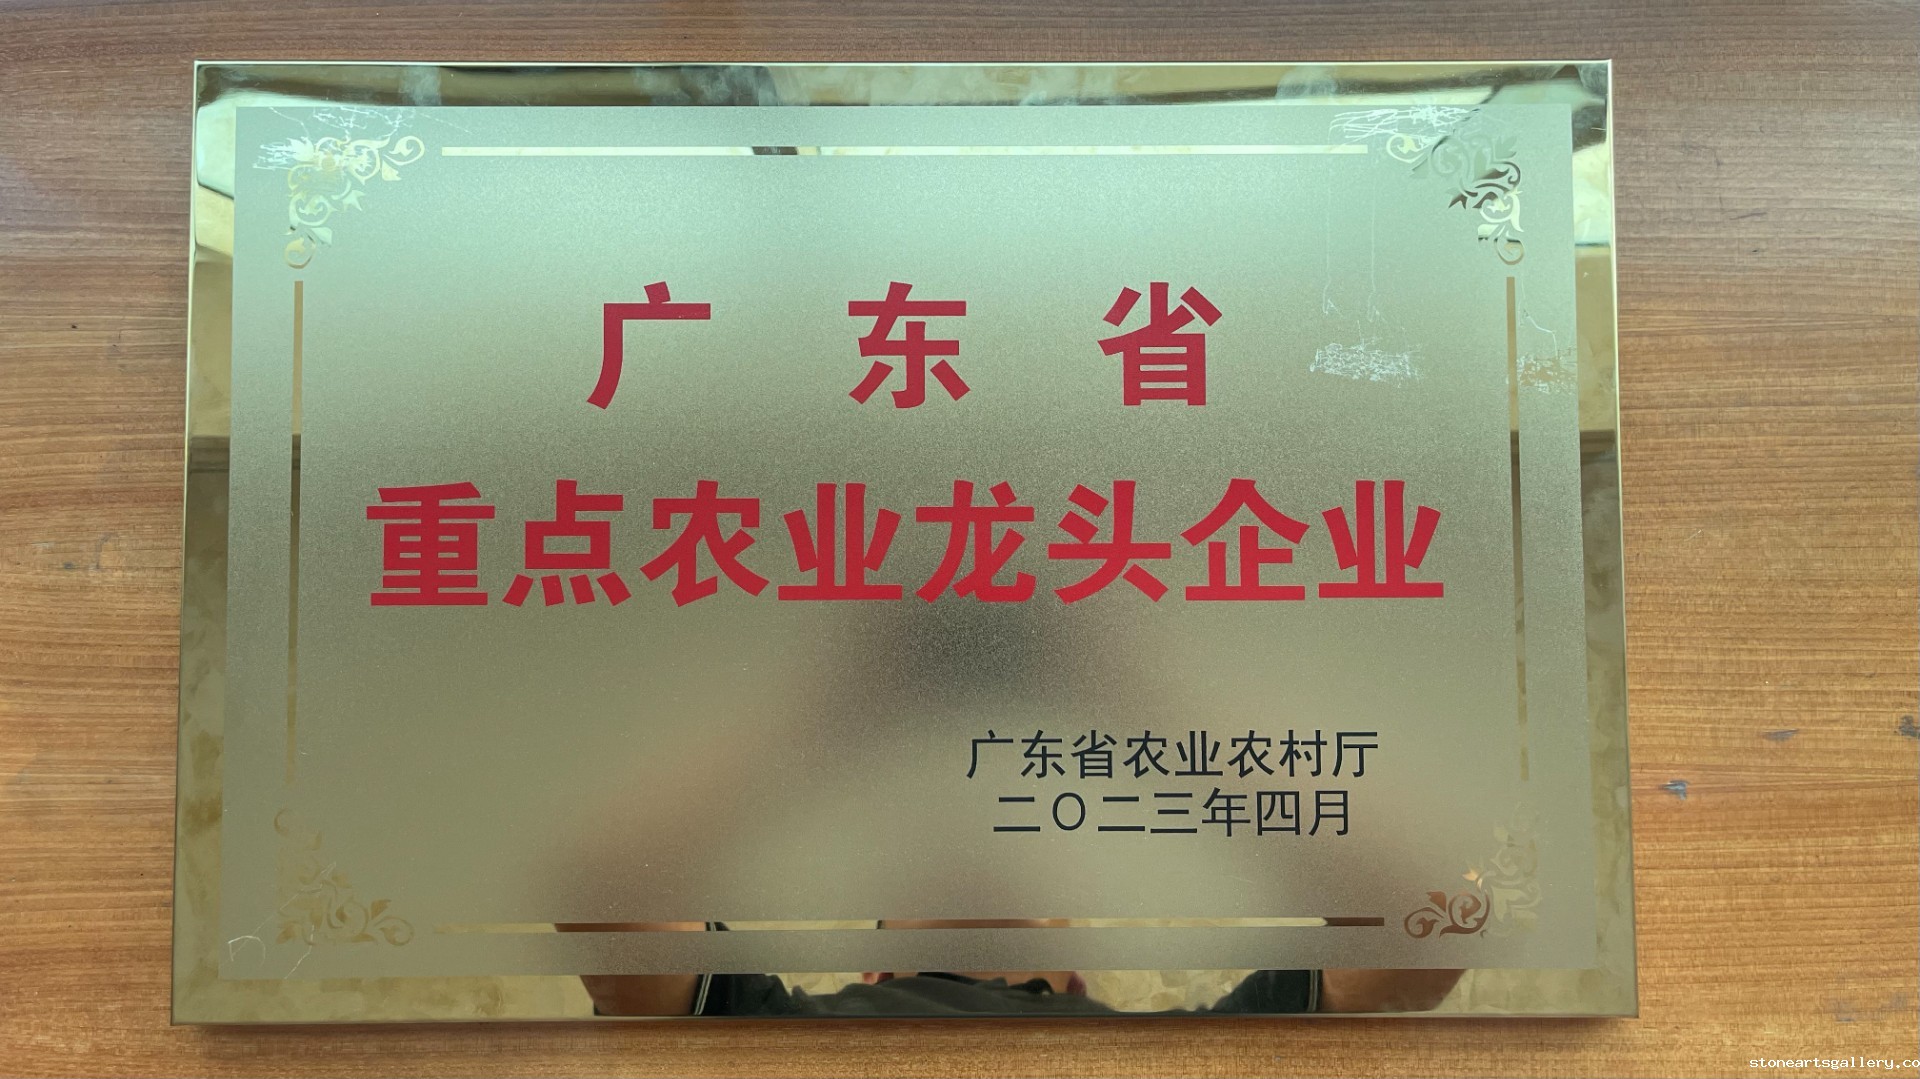 广东省
重点农业龙头企业
广东省农业农村厅
二〇二三年四月
stoneartsgallery.co